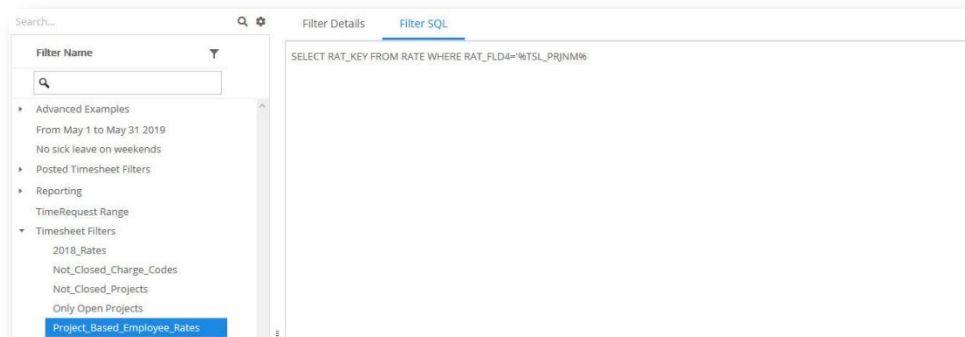 Search...
Filter Details Filter SQL
Filter Name
SELECT RAT_KEY FROM RATE WHERE RAT_FLD4='%TSL_PRJNM%
Advanced Examples
From May 1 to May 31 2019
No sick leave on weekends
Posted Timesheet Filters
Reporting
TimeRequest Range
Timesheet Filters
2018_Rates
Not_Closed_Charge_Codes
Not_Closed_Projects
Only Open Projects
Project_Based_Employee_Rates